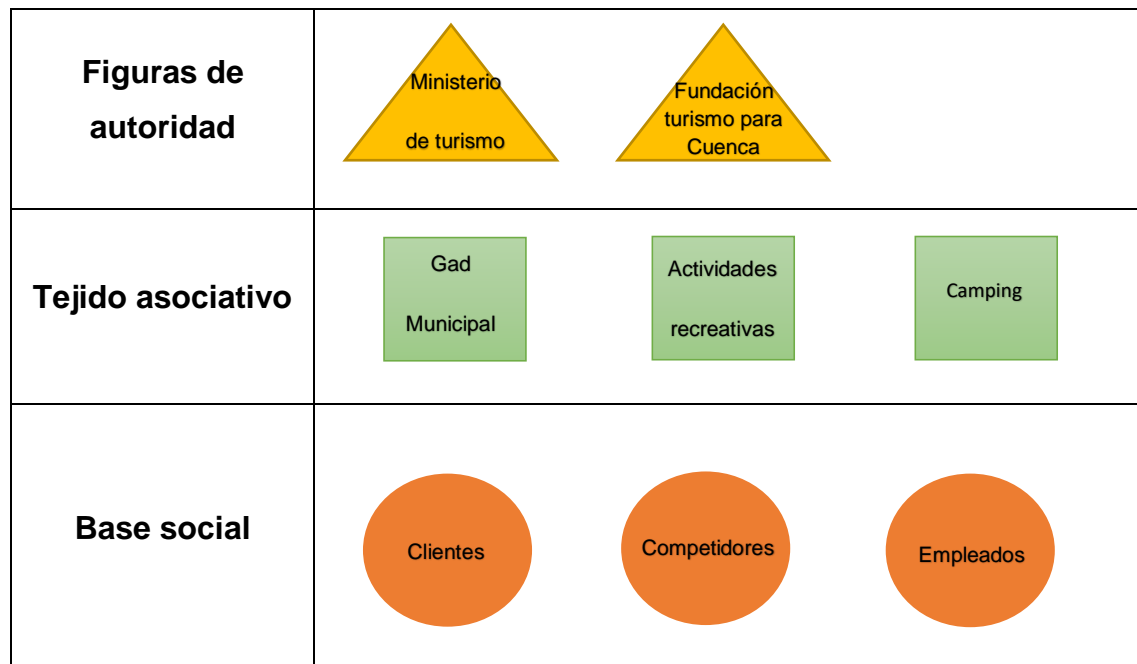 Figuras de
autoridad
Ministerio
de turismo
Fundación
turismo para
Cuenca
Tejido asociativo
Gad
Municipal
Actividades
recreativas
Camping
Base social
Clientes
Competidores
Empleados